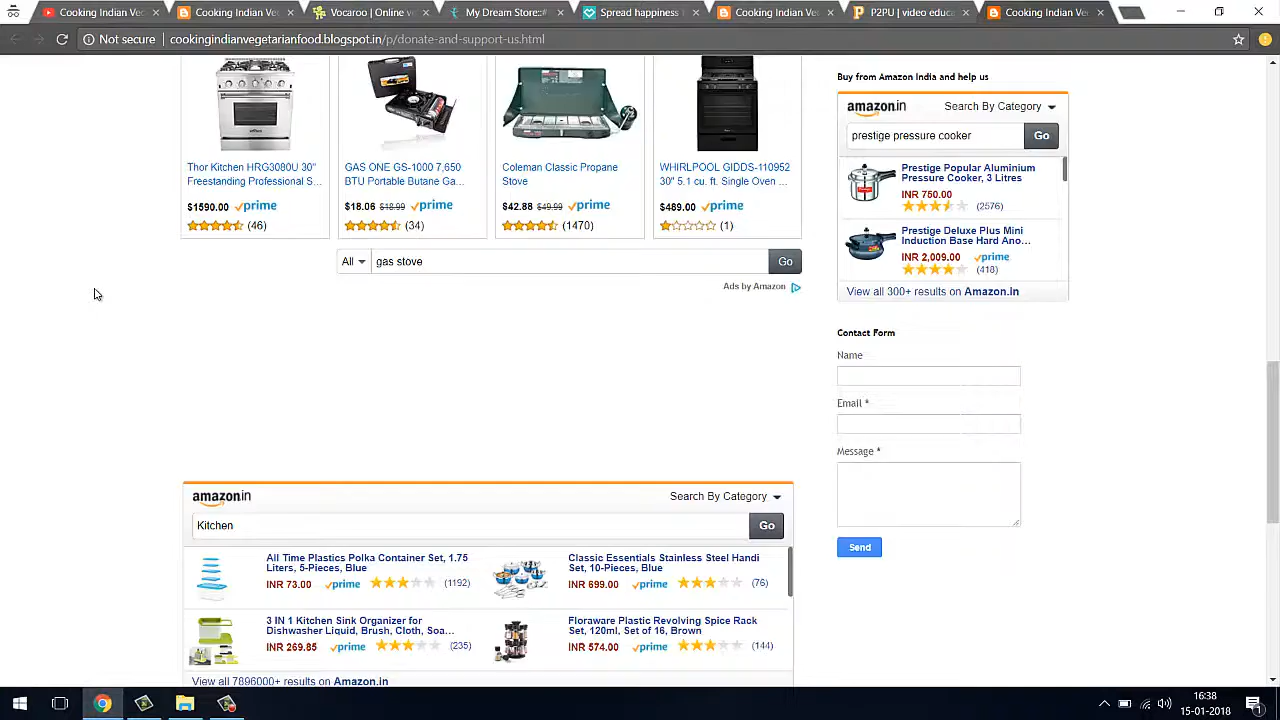 Cooking Indian Ve
Cooking Indian Ve
Vocarzo | Online
My Dream Store::
Spread happiness
Cooking Indian Ve
P2PU | video educ
Cooking Indian Ve
Not secure
cookingindianvegetarianfood.blogspot.in/p/donate-and-support-us.html
Thor Kitchen HRG3080U 30"
Freestanding Professional S...
$1590.00 prime
(46)
GAS ONE GS-1000 7,650
BTU Portable Butane Ga...
$18.06 $18.99 prime
(34)
Coleman Classic Propane
Stove
$42.88 $49.99 prime
(1470)
WHIRLPOOL GIDDS-110952
30" 5.1 cu. ft. Single Oven ...
$489.00 prime
(1)
All gas stove Go
Ads by Amazon
amazon.in Search By Category
Kitchen Go
All Time Plastics Polka Container Set, 1.75
Liters, 5-Pieces, Blue
INR 73.00 prime (1192)
Classic Essentials Stainless Steel Handi
Set, 10-Pieces, Blue
INR 699.00 prime (76)
3 IN 1 Kitchen Sink Organizer for
Dishwasher Liquid, Brush, Cloth, Soa...
INR 269.85 prime (235)
Floraware Plastic Revolving Spice Rack
Set, 120ml, Set of 16, Brown
INR 574.00 prime (144)
View all 7896000+ results on Amazon.in
Buy from Amazon India and help us
amazon.in Search By Category
prestige pressure cooker Go
Prestige Popular Aluminium
Pressure Cooker, 3 Litres
INR 750.00
(2576)
Prestige Deluxe Plus Mini
Induction Base Hard Ano...
INR 2,009.00 prime
(418)
View all 300+ results on Amazon.in
Contact Form
Name
Email *
Message *
Send
16:38
15-01-2018